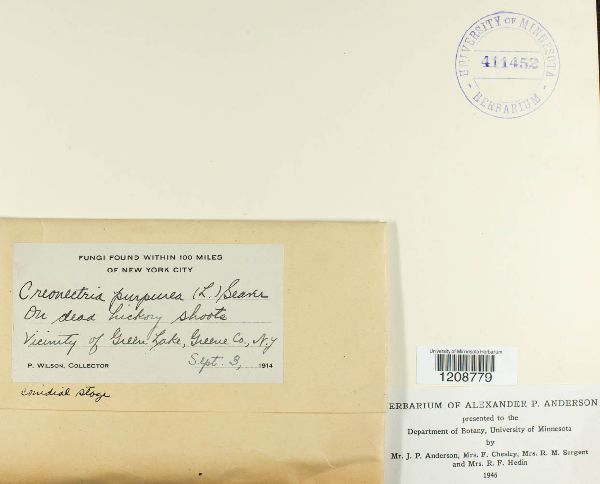 UNIVERSITY OF MINNESOTA
411452
- HERBARIUM -
FUNGI FOUND WITHIN 100 MILES
OF NEW YORK CITY
Creonectria purpurea (L.) Seaver
On dead hickory shoots
Vicinity of Green Lake, Greene Co., N.Y
Sept. 3, 1914
P. WILSON, COLLECTOR
conidial stage
University of Minnesota Herbarium
1208779
ERBARIUM OF ALEXANDER P. ANDERSON
presented to the
Department of Botany, University of Minnesota
by
Mr. J. P. Anderson, Mrs. F. Chesley, Mrs. R. M. Sargent
and Mrs. R. F. Hedin
1946